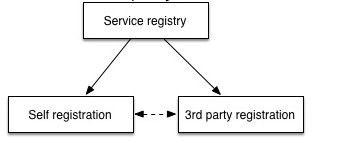 Service registry
Self registration
3rd party registration